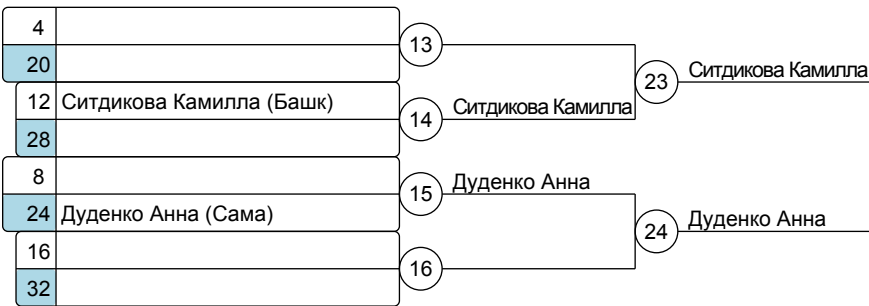 4
13
20
23 Ситдикова Камилла
12 Ситдикова Камилла (Башк)
14 Ситдикова Камилла
28
8
15 Дуденко Анна
24 Дуденко Анна (Сама)
24 Дуденко Анна
16
16
32